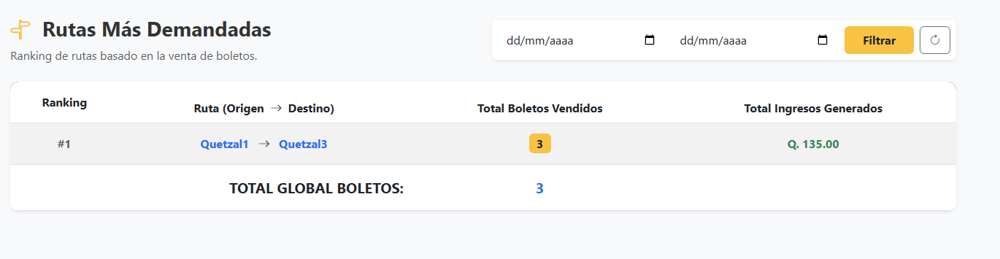 Rutas Más Demandadas
Ranking de rutas basado en la venta de boletos.
dd/mm/aaaa dd/mm/aaaa Filtrar
Ranking Ruta (Origen → Destino) Total Boletos Vendidos Total Ingresos Generados
#1 Quetzal1 → Quetzal3 3 Q. 135.00
TOTAL GLOBAL BOLETOS: 3